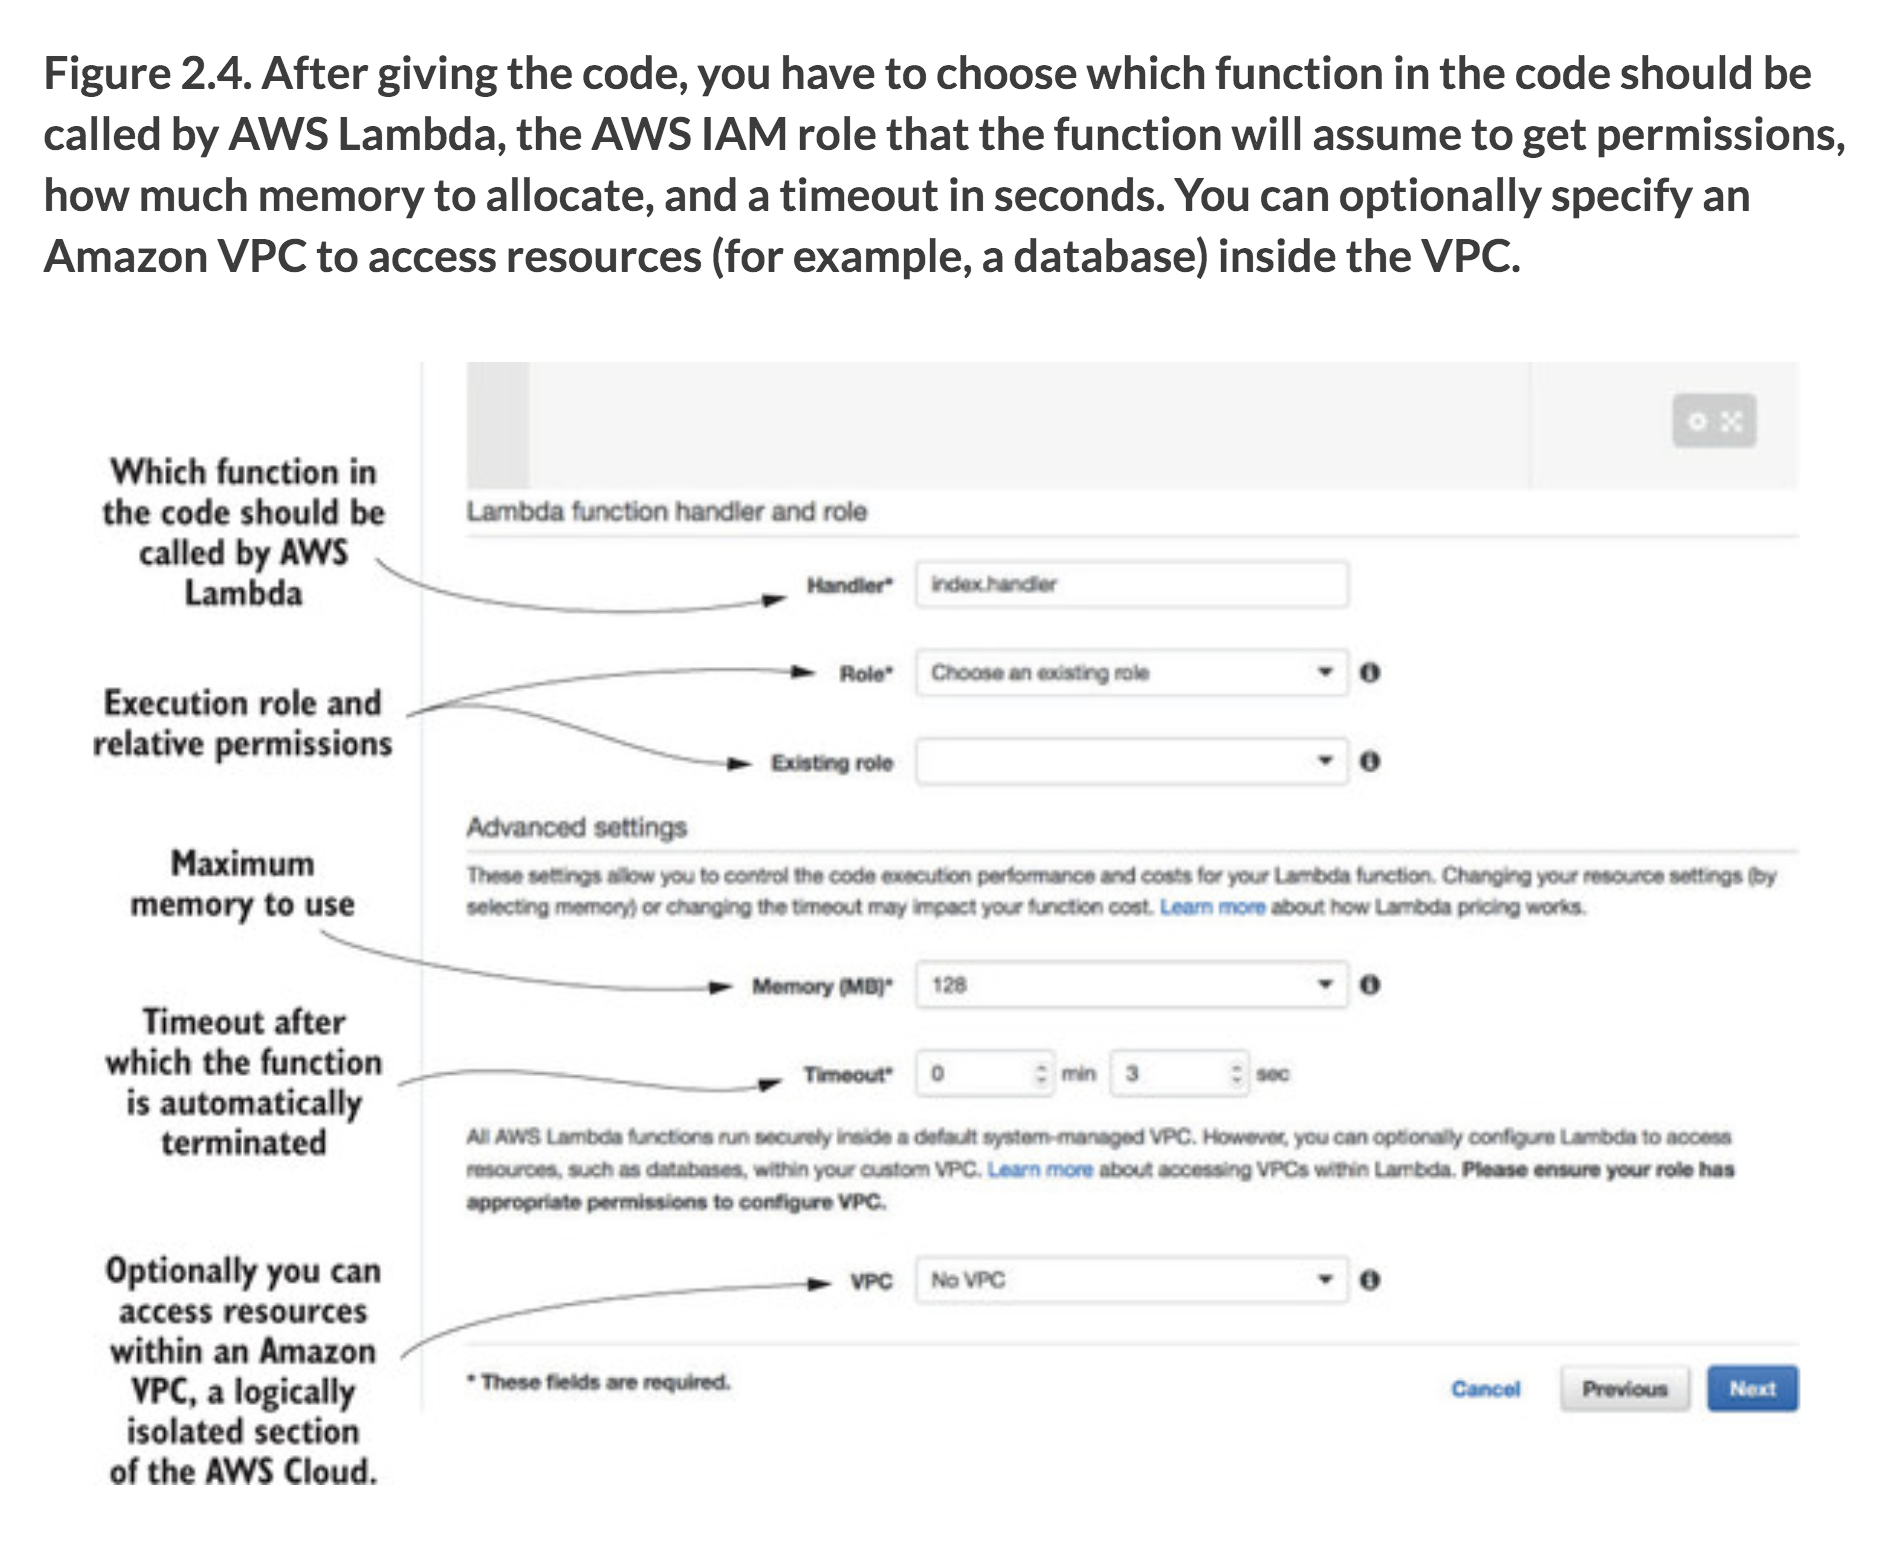 Figure 2.4. After giving the code, you have to choose which function in the code should be
called by AWS Lambda, the AWS IAM role that the function will assume to get permissions,
how much memory to allocate, and a timeout in seconds. You can optionally specify an
Amazon VPC to access resources (for example, a database) inside the VPC.
Which function in
the code should be
called by AWS
Lambda
Lambda function handler and role
Handler* index.handler
Execution role and
relative permissions
Role* Choose an existing role
Existing role
Advanced settings
Maximum
memory to use
These settings allow you to control the code execution performance and costs for your Lambda function. Changing your resource settings (by
selecting memory) or changing the timeout may impact your function cost. Learn more about how Lambda pricing works.
Memory (MB)* 128
Timeout after
which the function
is automatically
terminated
Timeout* 0 min 3 sec
All AWS Lambda functions run securely inside a default system-managed VPC. However, you can optionally configure Lambda to access
resources, such as databases, within your custom VPC. Learn more about accessing VPCs within Lambda. Please ensure your role has
appropriate permissions to configure VPC.
Optionally you can
access resources
within an Amazon
VPC, a logically
isolated section
of the AWS Cloud.
VPC No VPC
* These fields are required.
Cancel Previous Next